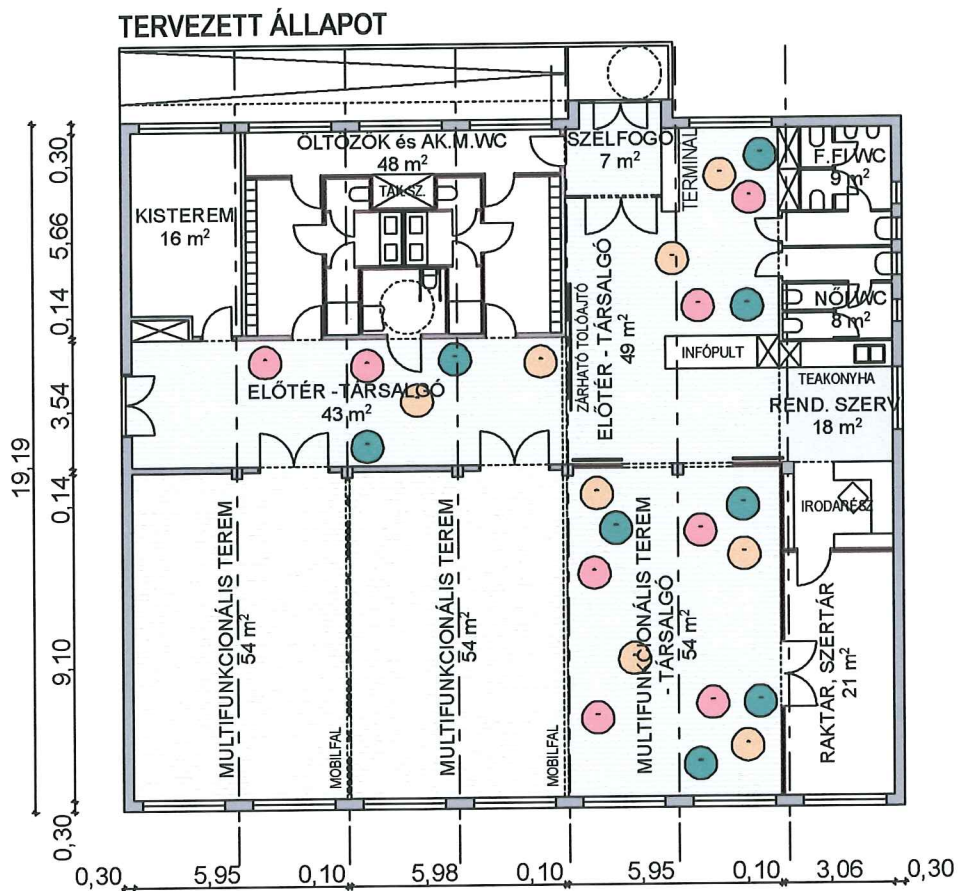 TERVEZETT ÁLLAPOT
ÖLTÖZŐK és AK.M.WC
48 m²
SZÉLFOGÓ
7 m²
TERMINÁL
F.FI WC
9 m²
TAK.SZ.
KISTEREM
16 m²
NŐI WC
8 m²
ZÁRHATÓ TOLÓAJTÓ
ELŐTÉR - TÁRSALGÓ
49 m²
INFÓPULT
TEAKONYHA
REND. SZERV
18 m²
ELŐTÉR - TÁRSALGÓ
43 m²
IRODARÉSZ
MULTIFUNKCIONÁLIS TEREM
54 m²
MOBILFAL
MULTIFUNKCIONÁLIS TEREM
54 m²
MOBILFAL
MULTIFUNKCIONÁLIS TEREM
- TÁRSALGÓ
54 m²
RAKTÁR, SZERTÁR
21 m²
19,19
0,30
5,66
0,14
3,54
0,14
9,10
0,30
0,30 5,95 0,10 5,98 0,10 5,95 0,10 3,06 0,30